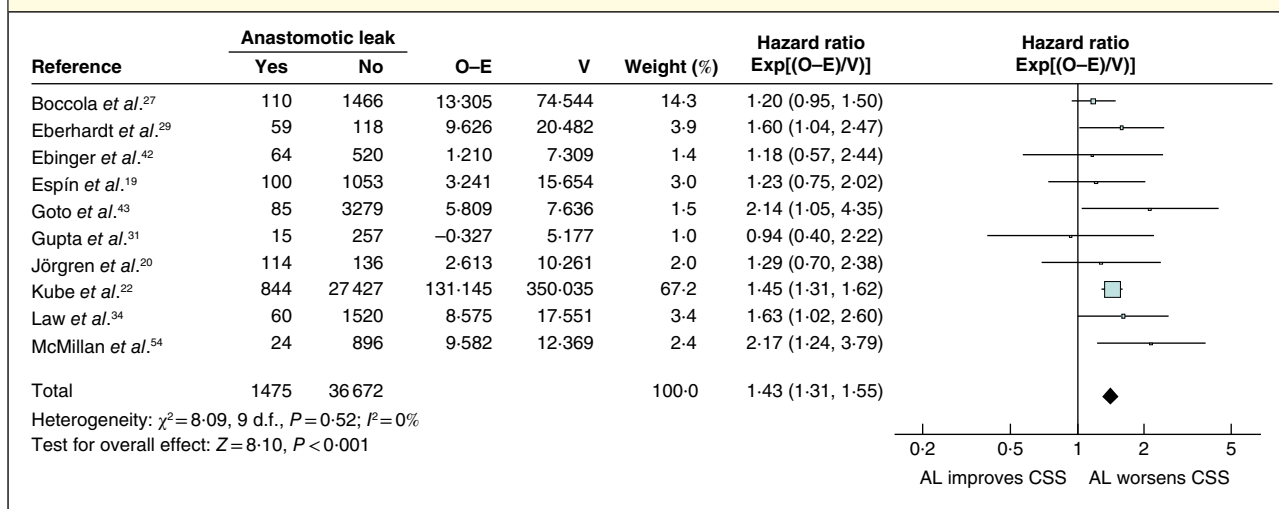 Anastomotic leak
Hazard ratio
Hazard ratio
Reference Yes No O–E V Weight (%) Exp[(O–E)/V)] Exp[(O–E)/V)]
Boccola et al.27 110 1466 13·305 74·544 14·3 1·20 (0·95, 1·50)
Eberhardt et al.29 59 118 9·626 20·482 3·9 1·60 (1·04, 2·47)
Ebinger et al.42 64 520 1·210 7·309 1·4 1·18 (0·57, 2·44)
Espín et al.19 100 1053 3·241 15·654 3·0 1·23 (0·75, 2·02)
Goto et al.43 85 3279 5·809 7·636 1·5 2·14 (1·05, 4·35)
Gupta et al.31 15 257 –0·327 5·177 1·0 0·94 (0·40, 2·22)
Jörgren et al.20 114 136 2·613 10·261 2·0 1·29 (0·70, 2·38)
Kube et al.22 844 27 427 131·145 350·035 67·2 1·45 (1·31, 1·62)
Law et al.34 60 1520 8·575 17·551 3·4 1·63 (1·02, 2·60)
McMillan et al.54 24 896 9·582 12·369 2·4 2·17 (1·24, 3·79)
Total 1475 36 672 100·0 1·43 (1·31, 1·55)
Heterogeneity: χ²=8·09, 9 d.f., P=0·52; I²=0%
Test for overall effect: Z=8·10, P<0·001
0·2 0·5 1 2 5
AL improves CSS AL worsens CSS